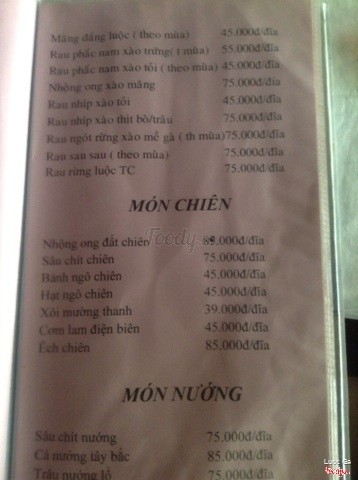 Măng đắng luộc ( theo mùa) 45.000đ/đĩa
Rau phắc nam xào trứng( t mùa) 55.000đ/đĩa
Rau phắc nam xào tỏi ( theo mùa) 45.000đ/đĩa
Nhộng ong xào măng 75.000đ/đĩa
Rau nhíp xào tỏi 45.000đ/đĩa
Rau nhíp xào thịt bò/trâu 75.000đ/đĩa
Rau ngót rừng xào mề gà ( th mùa)75.000đ/đĩa
Rau sau sau ( theo mùa) 75.000đ/đĩa
Rau rừng luộc TC 75.000đ/đĩa
MÓN CHIÊN
Foody
Nhộng ong đất chiên 85.000đ/đĩa
Sâu chít chiên 75.000đ/đĩa
Bánh ngô chiên 45.000đ/đĩa
Hạt ngô chiên 45.000đ/đĩa
Xôi mường thanh 39.000đ/đĩa
Cơm lam điện biên 45.000đ/đĩa
Ếch chiên 85.000đ/đĩa
MÓN NƯỚNG
Sâu chít nướng 75.000đ/đĩa
Cá nướng tây bắc 85.000đ/đĩa
Trâu nướng lồ 75.000đ/đĩa